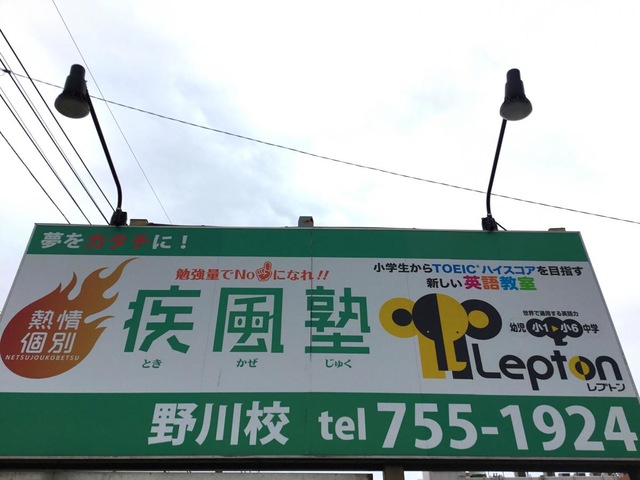 夢をカタチに！
熱情
個別
NETSUJOUKOBETSU
勉強量でNo.1になれ!!
疾風塾
とき かぜ じゅく
小学生からTOEIC®ハイスコアを目指す
新しい英語教室
世界で通用する英語力
幼児 小1▶小6 中学
Lepton
レプトン
野川校 tel 755-1924